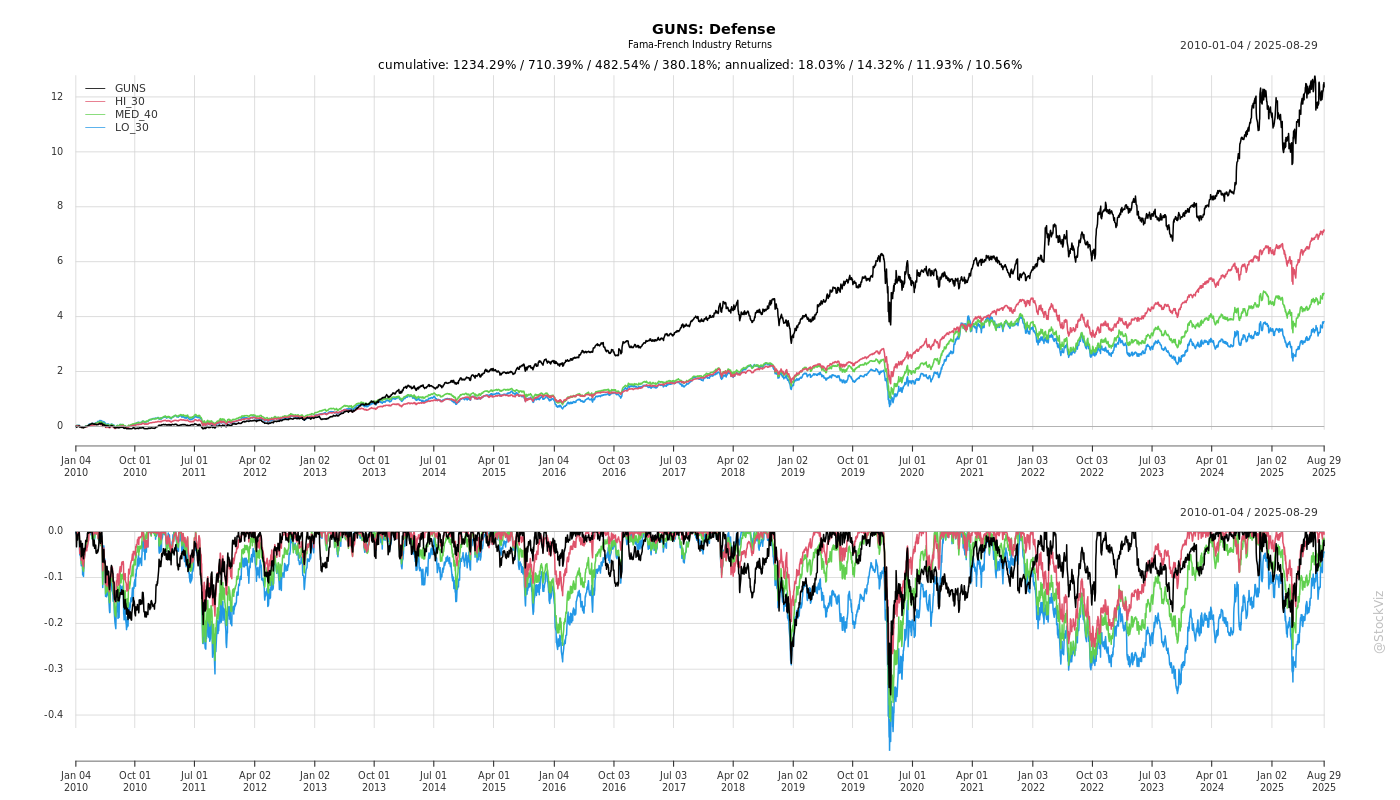 GUNS: Defense
Fama-French Industry Returns
2010-01-04 / 2025-08-29
cumulative: 1234.29% / 710.39% / 482.54% / 380.18%; annualized: 18.03% / 14.32% / 11.93% / 10.56%
GUNS
HI_30
MED_40
LO_30
12
10
8
6
4
2
0
Jan 04 Oct 01 Jul 01 Apr 02 Jan 02 Oct 01 Jul 01 Apr 01 Jan 04 Oct 03 Jul 03 Apr 02 Jan 02 Oct 01 Jul 01 Apr 01 Jan 03 Oct 03 Jul 03 Apr 01 Jan 02 Aug 29
2010 2010 2011 2012 2013 2013 2014 2015 2016 2016 2017 2018 2019 2019 2020 2021 2022 2022 2023 2024 2025 2025
2010-01-04 / 2025-08-29
0.0
-0.1
-0.2
-0.3
-0.4
Jan 04 Oct 01 Jul 01 Apr 02 Jan 02 Oct 01 Jul 01 Apr 01 Jan 04 Oct 03 Jul 03 Apr 02 Jan 02 Oct 01 Jul 01 Apr 01 Jan 03 Oct 03 Jul 03 Apr 01 Jan 02 Aug 29
2010 2010 2011 2012 2013 2013 2014 2015 2016 2016 2017 2018 2019 2019 2020 2021 2022 2022 2023 2024 2025 2025
@StockViz